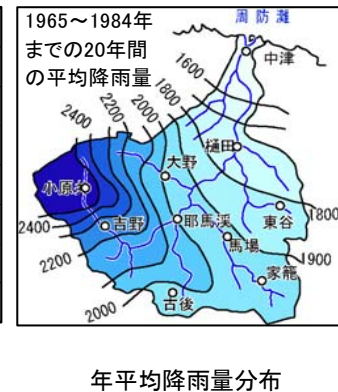 1965～1984年
までの20年間
の平均降雨量
周防灘
中津
1600
1800
2000
2200
2400
大野
樋田
小原井
吉野
耶馬渓
東谷
馬場
1800
2400
1900
2200
家籠
古後
2000
年平均降雨量分布